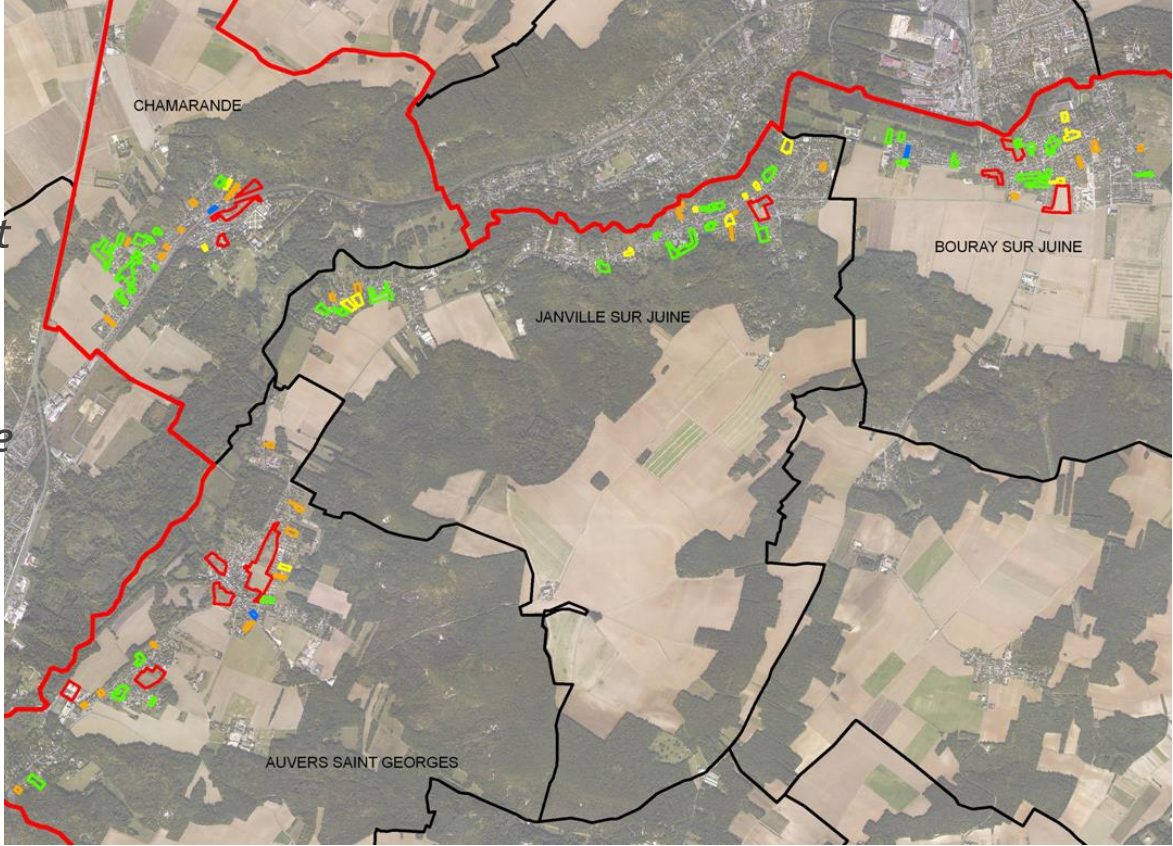 CHAMARANDE
t
BOURAY SUR JUINE
JANVILLE SUR JUINE
e
AUVERS SAINT GEORGES